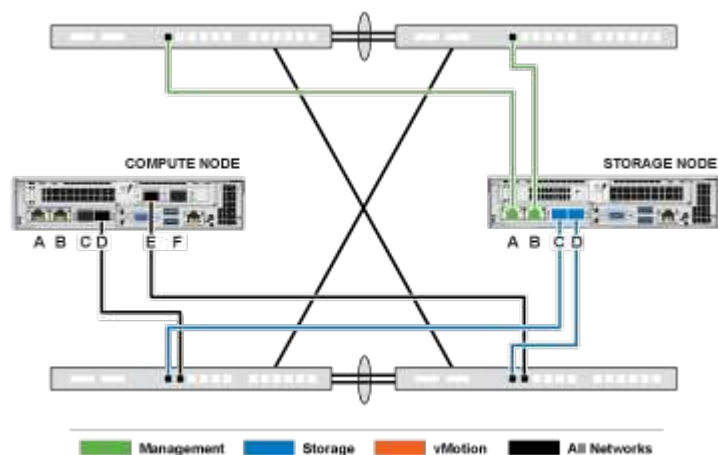 COMPUTE NODE
STORAGE NODE
A B C D E F
A B C D
Management Storage vMotion All Networks